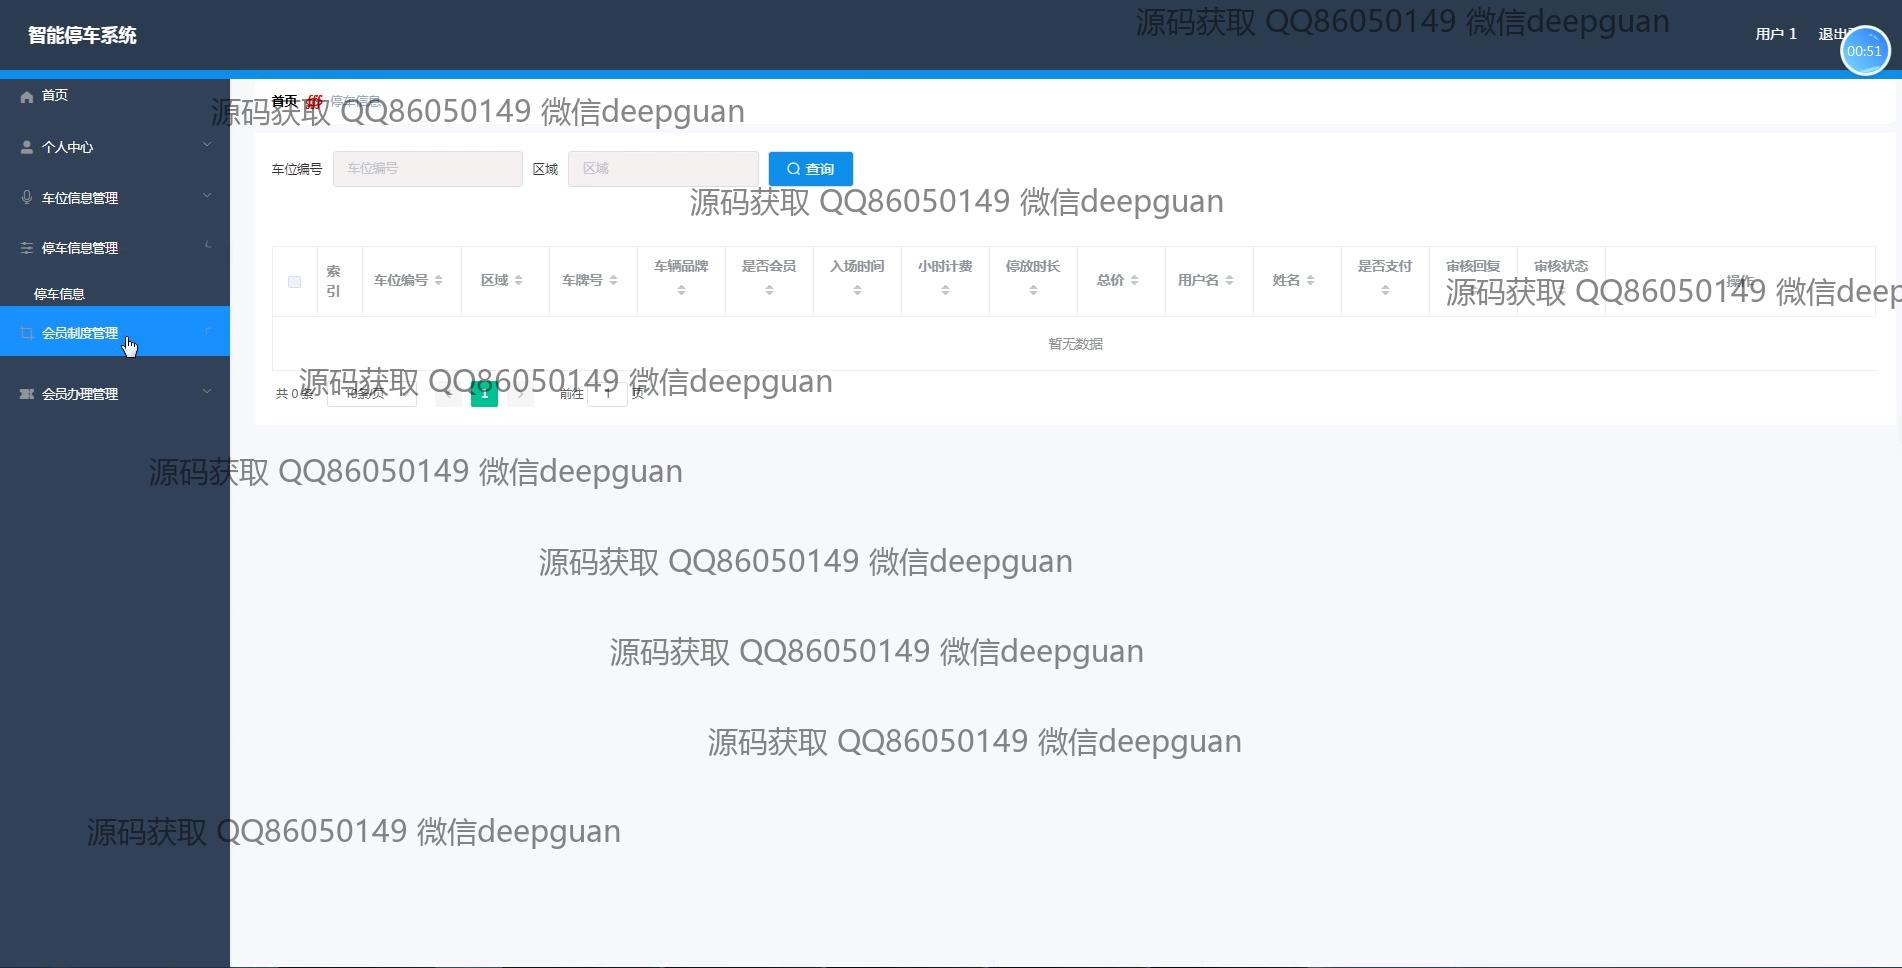 智能停车系统
源码获取 QQ86050149 微信deepguan
用户 1
00:51
首页
首页
停车信息
源码获取 QQ86050149 微信deepguan
个人中心
车位编号 车位编号 区域 区域 查询
车位信息管理
源码获取 QQ86050149 微信deepguan
停车信息管理
索引 车位编号 区域 车牌号 车辆品牌 是否会员 入场时间 小时计费 停放时长 总价 用户名 姓名 是否支付 审核回复 审核状态 操作
停车信息
源码获取 QQ86050149 微信deep
会员制度管理
暂无数据
源码获取 QQ86050149 微信deepguan
会员办理管理
共 0 条 10条/页 1 前往 1 页
源码获取 QQ86050149 微信deepguan
源码获取 QQ86050149 微信deepguan
源码获取 QQ86050149 微信deepguan
源码获取 QQ86050149 微信deepguan
源码获取 QQ86050149 微信deepguan